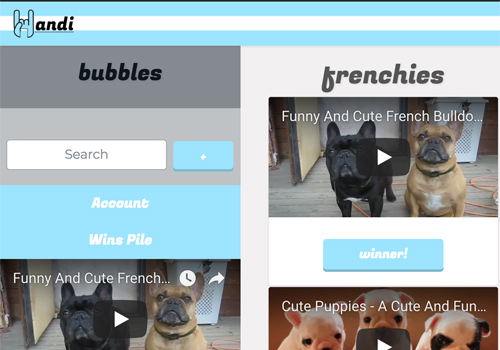 andi
bubbles
Search
+
Account
Wins Pile
Funny And Cute French...
frenchies
Funny And Cute French Bulldo...
winner!
Cute Puppies - A Cute And Fun...